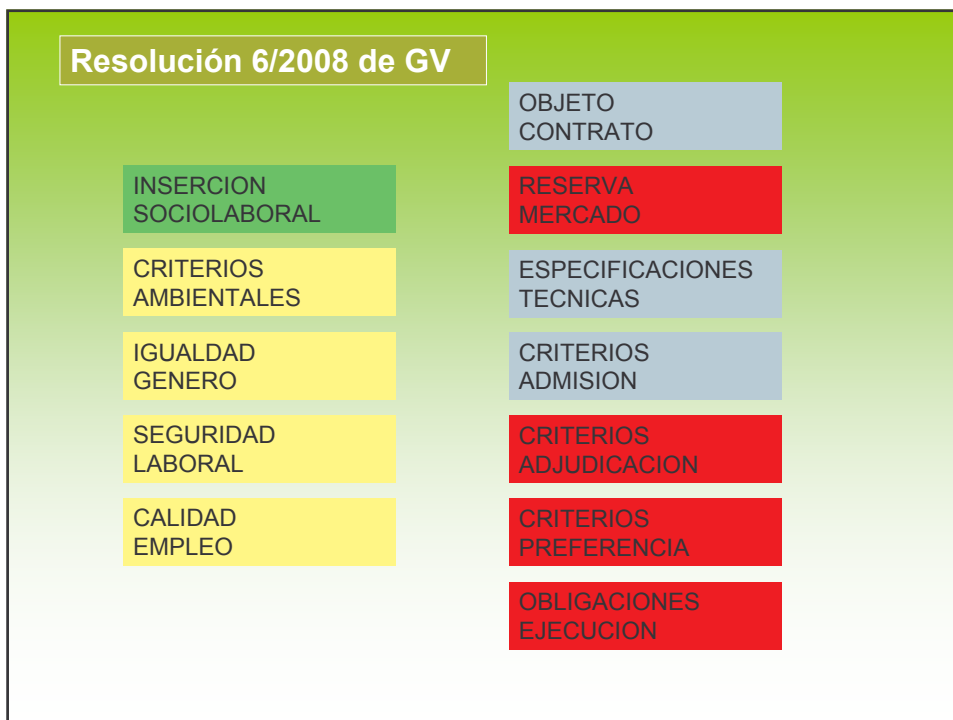 Resolución 6/2008 de GV
INSERCION
SOCIOLABORAL
CRITERIOS
AMBIENTALES
IGUALDAD
GENERO
SEGURIDAD
LABORAL
CALIDAD
EMPLEO
OBJETO
CONTRATO
RESERVA
MERCADO
ESPECIFICACIONES
TECNICAS
CRITERIOS
ADMISION
CRITERIOS
ADJUDICACION
CRITERIOS
PREFERENCIA
OBLIGACIONES
EJECUCION